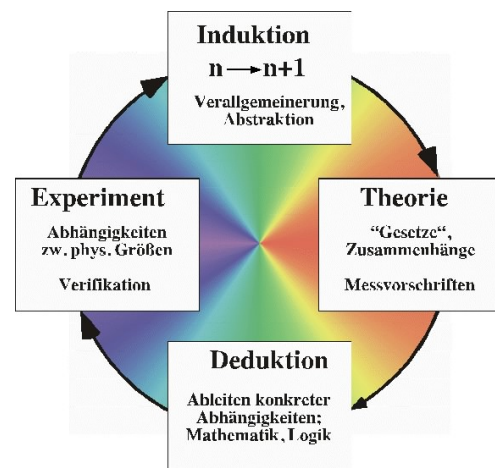 Induktion
n → n+1
Verallgemeinerung,
Abstraktion
Experiment
Abhängigkeiten
zw. phys. Größen
Verifikation
Theorie
“Gesetze“,
Zusammenhänge
Messvorschriften
Deduktion
Ableiten konkreter
Abhängigkeiten;
Mathematik, Logik